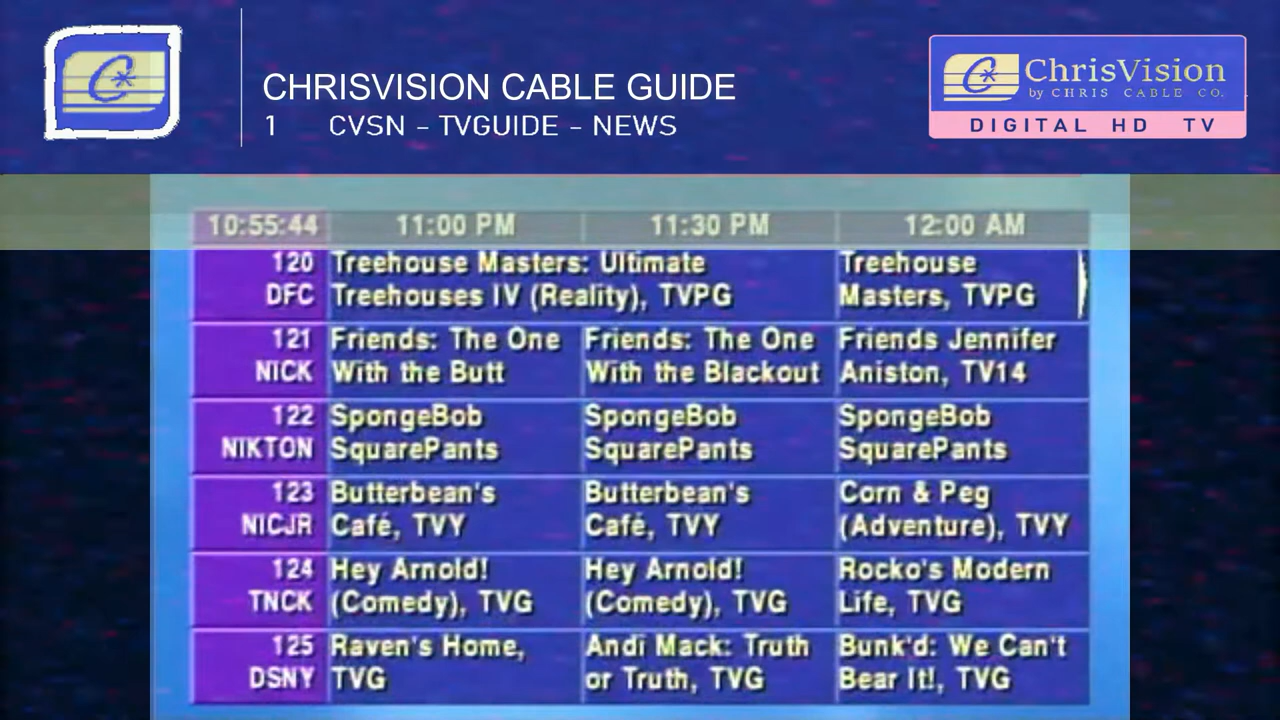 CHRISVISION CABLE GUIDE
1 CVSN - TVGUIDE - NEWS
C*
C* ChrisVision
by CHRIS CABLE CO.
DIGITAL HD TV
10:55:44 11:00 PM 11:30 PM 12:00 AM
120 Treehouse Masters: Ultimate Treehouse
DFC Treehouses IV (Reality), TVPG Masters, TVPG
121 Friends: The One Friends: The One Friends Jennifer
NICK With the Butt With the Blackout Aniston, TV14
122 SpongeBob SpongeBob SpongeBob
NIKTON SquarePants SquarePants SquarePants
123 Butterbean's Butterbean's Corn & Peg
NICJR Café, TVY Café, TVY (Adventure), TVY
124 Hey Arnold! Hey Arnold! Rocko's Modern
TNCK (Comedy), TVG (Comedy), TVG Life, TVG
125 Raven's Home, Andi Mack: Truth Bunk'd: We Can't
DSNY TVG or Truth, TVG Bear It!, TVG